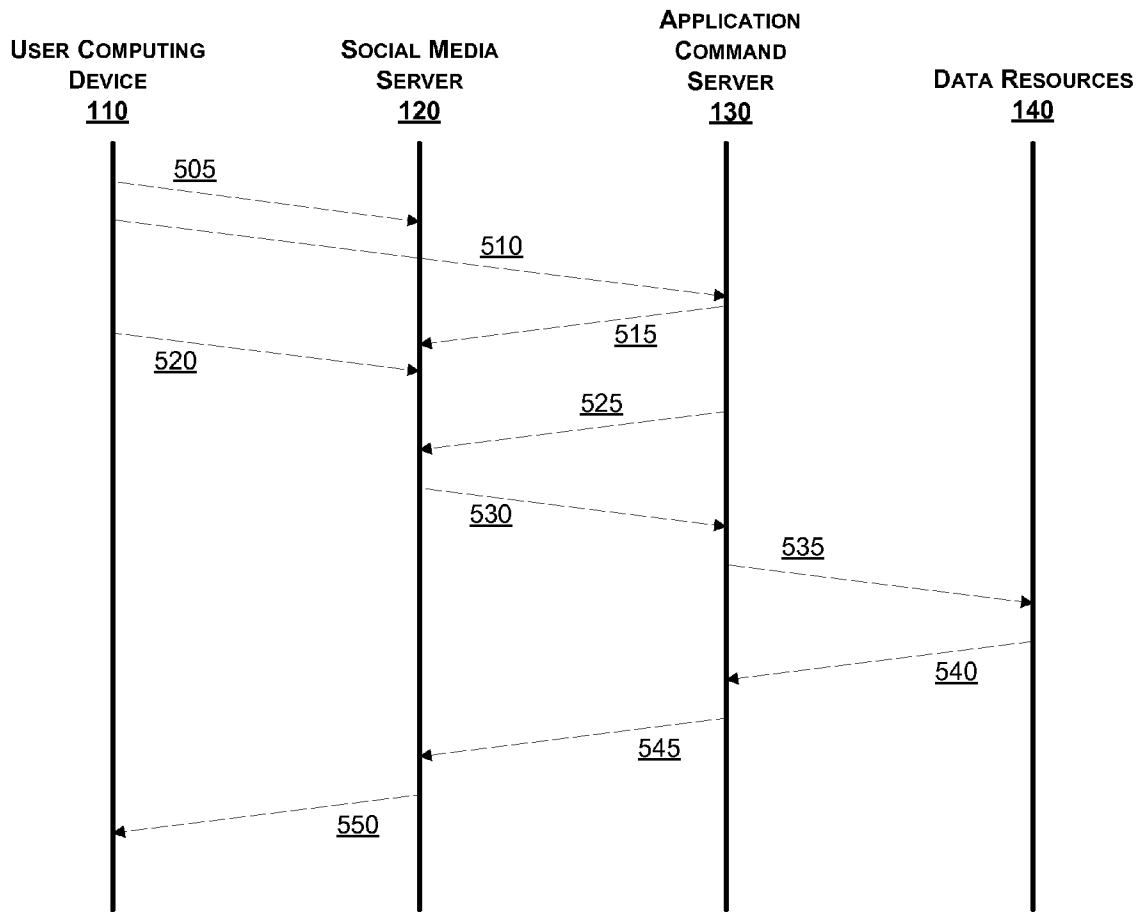 USER COMPUTING
DEVICE
110
SOCIAL MEDIA
SERVER
120
APPLICATION
COMMAND
SERVER
130
DATA RESOURCES
140
505
510
515
520
525
530
535
540
545
550